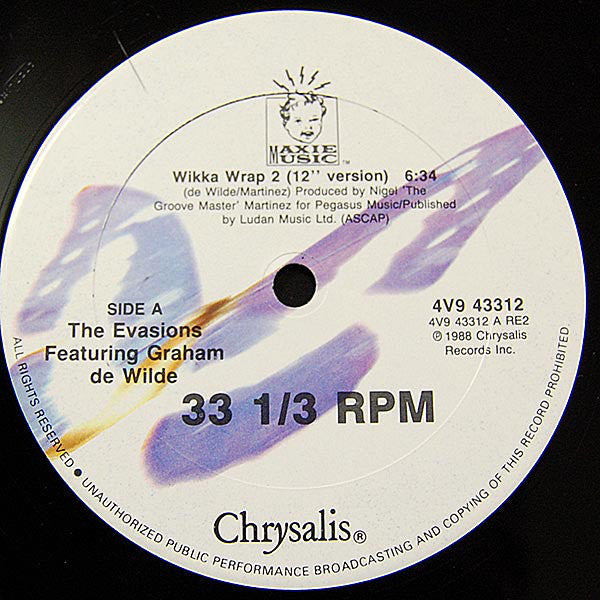 MAXIE
MUSIC™
Wikka Wrap 2 (12'' version) 6:34
(de Wilde/Martinez) Produced by Nigel 'The
Groove Master' Martinez for Pegasus Music/Published
by Ludan Music Ltd. (ASCAP)
SIDE A
The Evasions
Featuring Graham
de Wilde
4V9 43312
4V9 43312 A RE2
℗ 1988 Chrysalis
Records Inc.
33 1/3 RPM
Chrysalis®
ALL RIGHTS RESERVED ● UNAUTHORIZED PUBLIC PERFORMANCE BROADCASTING AND COPYING OF THIS RECORD PROHIBITED.